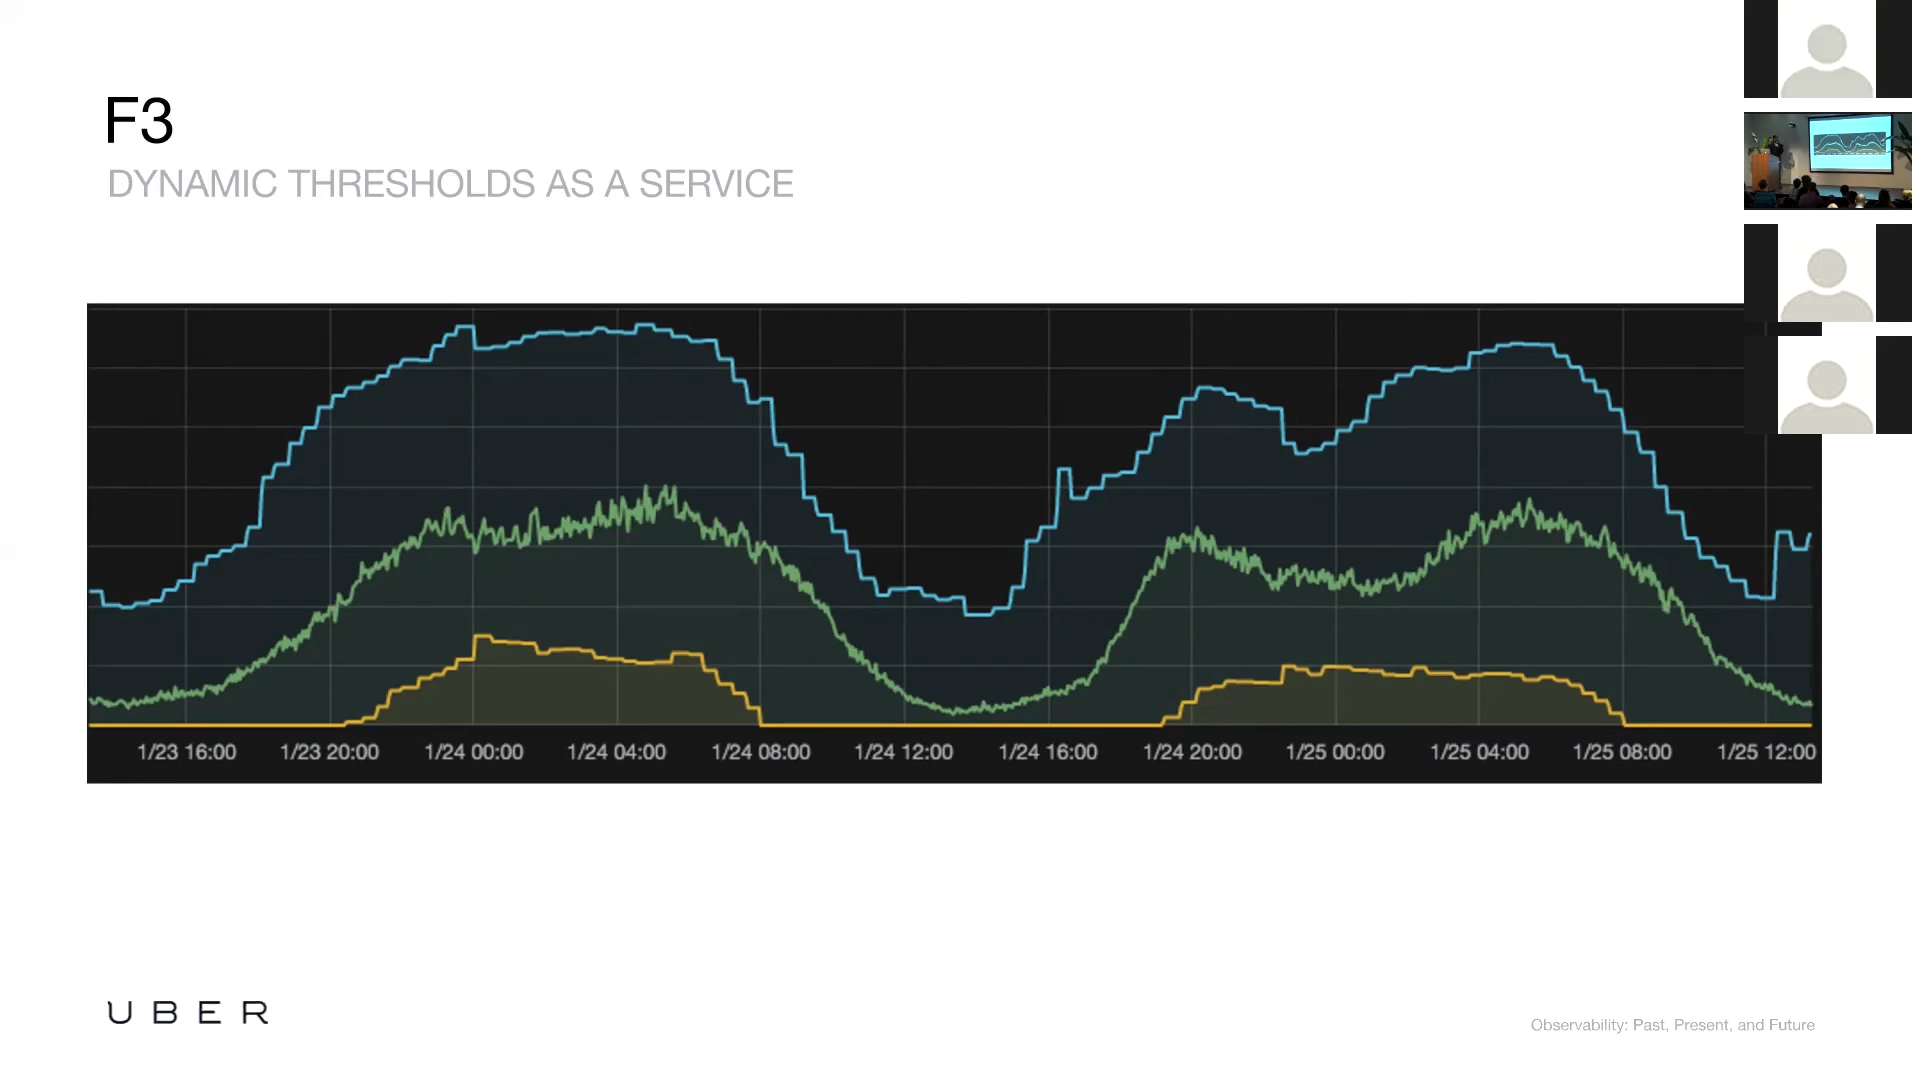 F3
DYNAMIC THRESHOLDS AS A SERVICE
1/23 16:00 1/23 20:00 1/24 00:00 1/24 04:00 1/24 08:00 1/24 12:00 1/24 16:00 1/24 20:00 1/25 00:00 1/25 04:00 1/25 08:00 1/25 12:00
UBER
Observability: Past, Present, and Future